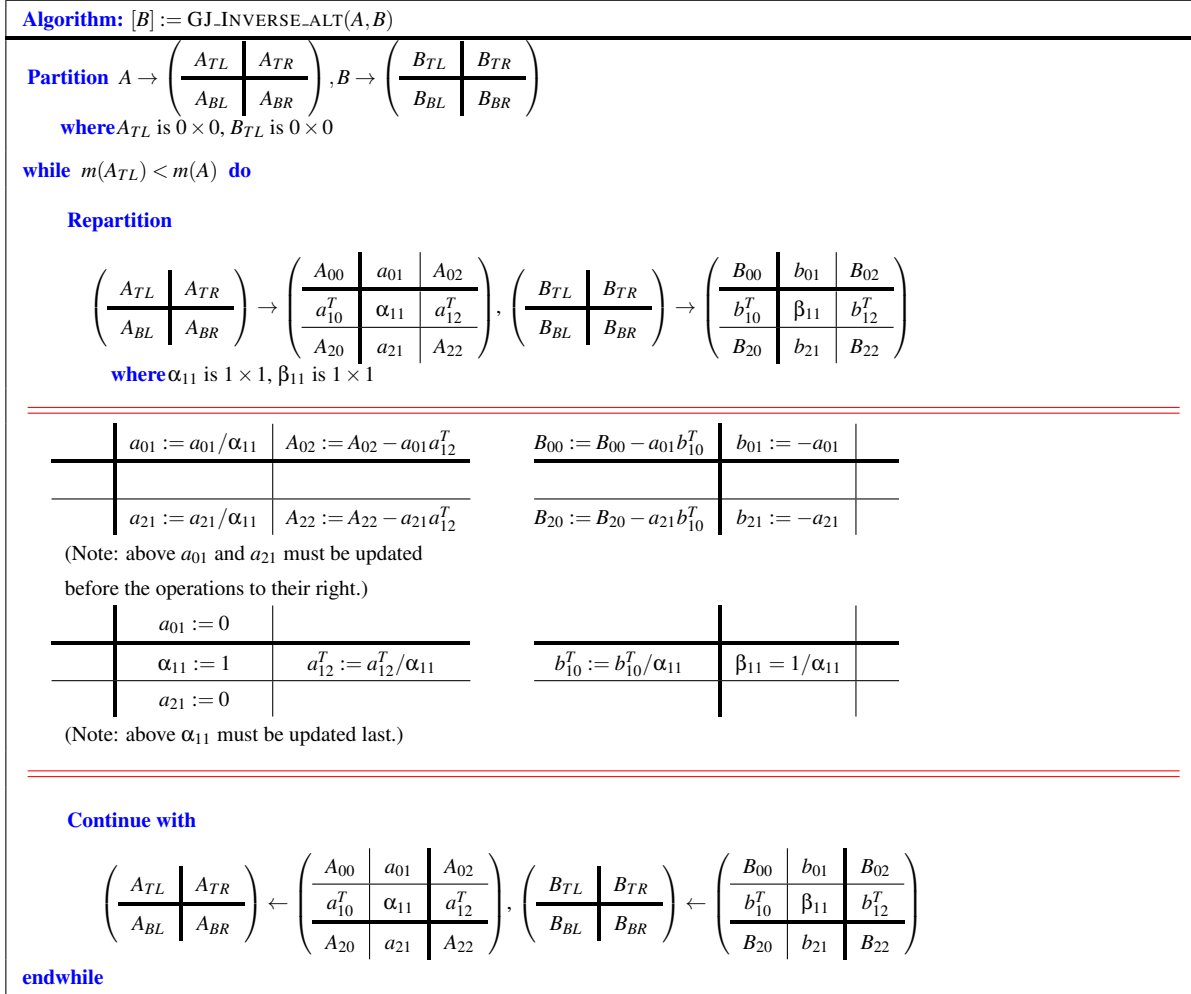 Algorithm: [B] := GJ_INVERSE_ALT(A,B)
Partition A → ( A_TL | A_TR ; A_BL | A_BR ), B → ( B_TL | B_TR ; B_BL | B_BR )
where A_TL is 0 × 0, B_TL is 0 × 0
while m(A_TL) < m(A) do
Repartition
( A_TL | A_TR ; A_BL | A_BR ) → ( A_00 | a_01 | A_02 ; a_10^T | α_11 | a_12^T ; A_20 | a_21 | A_22 ), ( B_TL | B_TR ; B_BL | B_BR ) → ( B_00 | b_01 | B_02 ; b_10^T | β_11 | b_12^T ; B_20 | b_21 | B_22 )
where α_11 is 1 × 1, β_11 is 1 × 1
a_01 := a_01/α_11 | A_02 := A_02 − a_01 a_12^T   B_00 := B_00 − a_01 b_10^T | b_01 := −a_01
a_21 := a_21/α_11 | A_22 := A_22 − a_21 a_12^T   B_20 := B_20 − a_21 b_10^T | b_21 := −a_21
(Note: above a_01 and a_21 must be updated
before the operations to their right.)
a_01 := 0
α_11 := 1 | a_12^T := a_12^T/α_11   b_10^T := b_10^T/α_11 | β_11 = 1/α_11
a_21 := 0
(Note: above α_11 must be updated last.)
Continue with
( A_TL | A_TR ; A_BL | A_BR ) ← ( A_00 | a_01 | A_02 ; a_10^T | α_11 | a_12^T ; A_20 | a_21 | A_22 ), ( B_TL | B_TR ; B_BL | B_BR ) ← ( B_00 | b_01 | B_02 ; b_10^T | β_11 | b_12^T ; B_20 | b_21 | B_22 )
endwhile